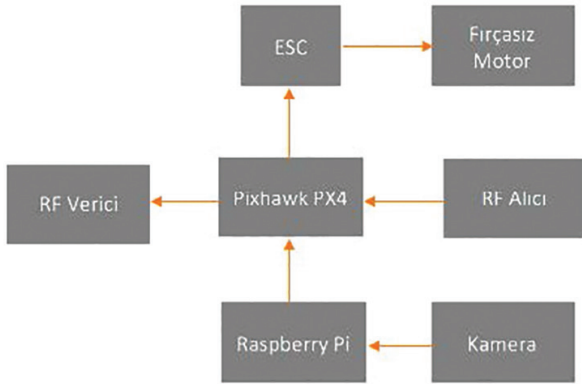 ESC
Fırçasız
Motor
RF Verici
Pixhawk PX4
RF Alıcı
Raspberry Pi
Kamera